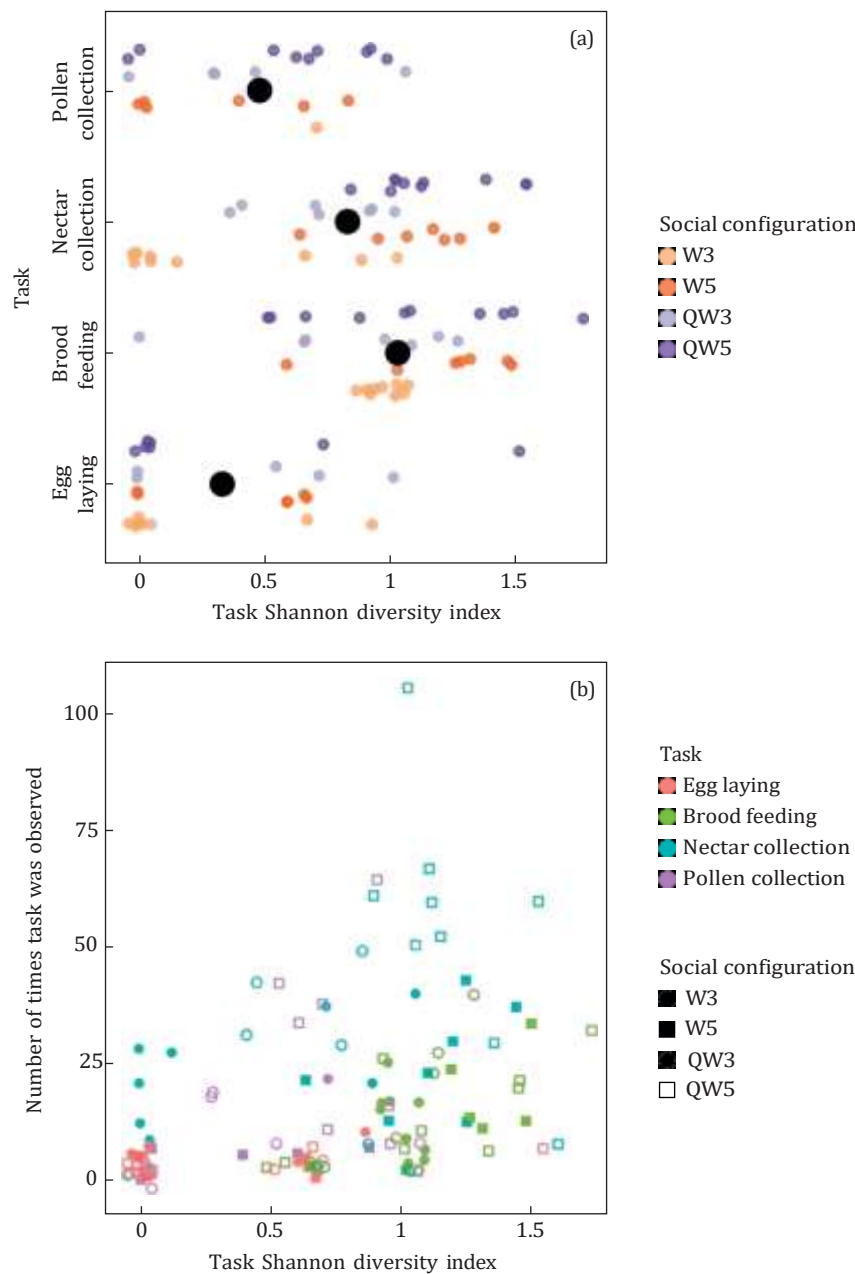 (a)
Pollen
collection
Nectar
collection
Brood
feeding
Egg
laying
Task
0
0.5
1
1.5
Task Shannon diversity index
Social configuration
W3
W5
QW3
QW5
(b)
100
75
50
25
0
Number of times task was observed
0
0.5
1
1.5
Task Shannon diversity index
Task
Egg laying
Brood feeding
Nectar collection
Pollen collection
Social configuration
W3
W5
QW3
QW5